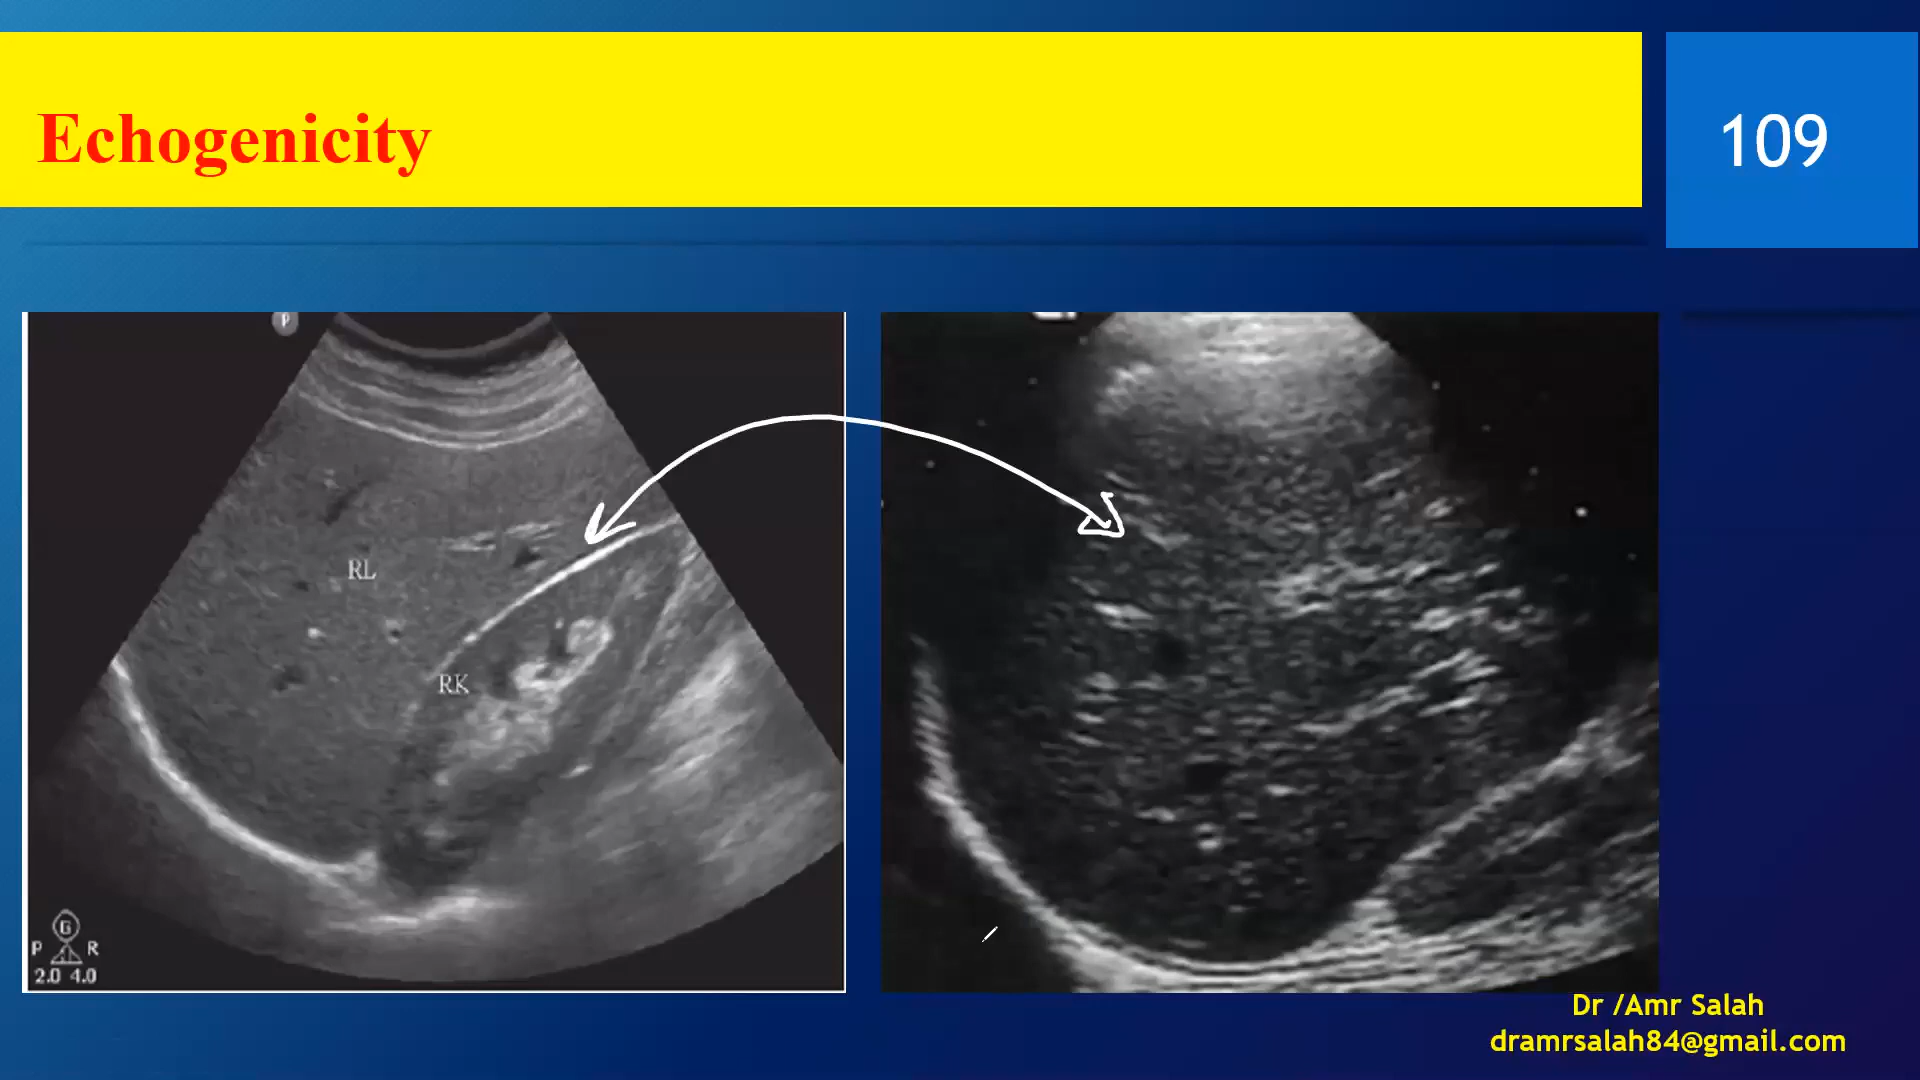 Echogenicity
109
P
RL
RK
G
P R
2.0 4.0
Dr /Amr Salah
dramrsalah84@gmail.com